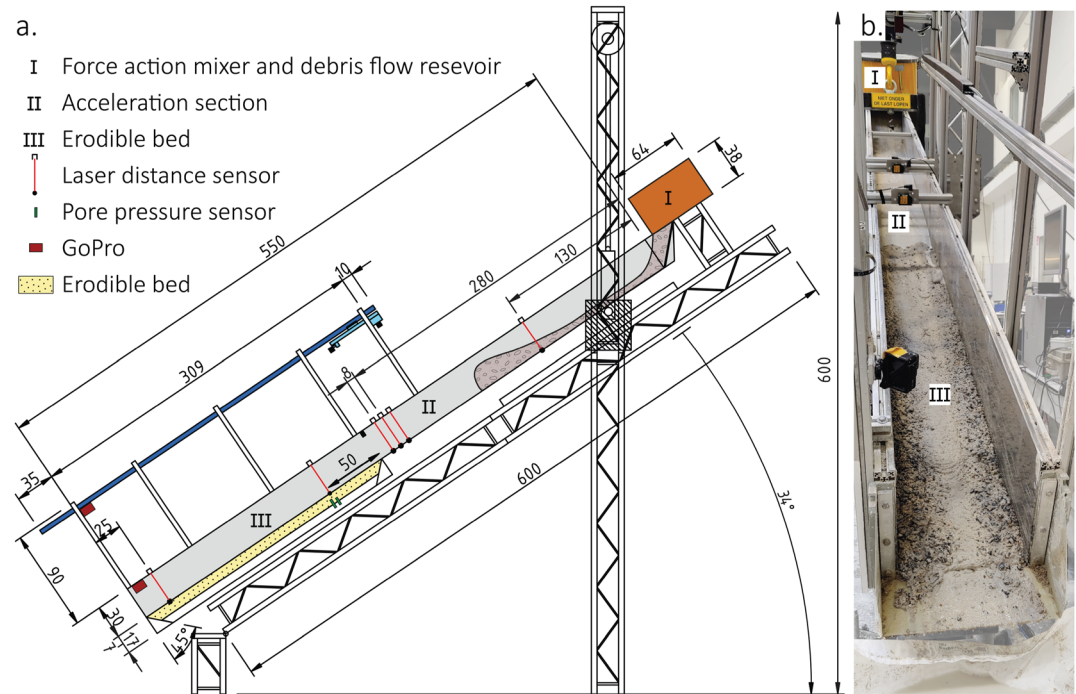 a.
I Force action mixer and debris flow resevoir
II Acceleration section
III Erodible bed
Laser distance sensor
Pore pressure sensor
GoPro
Erodible bed
550
64
38
I
10
280
130
309
8
II
609
35
50
600
III
34°
25
90
30
17
7
45°
b.
I
NIET ONDER
DE LAST LOPEN
II
III